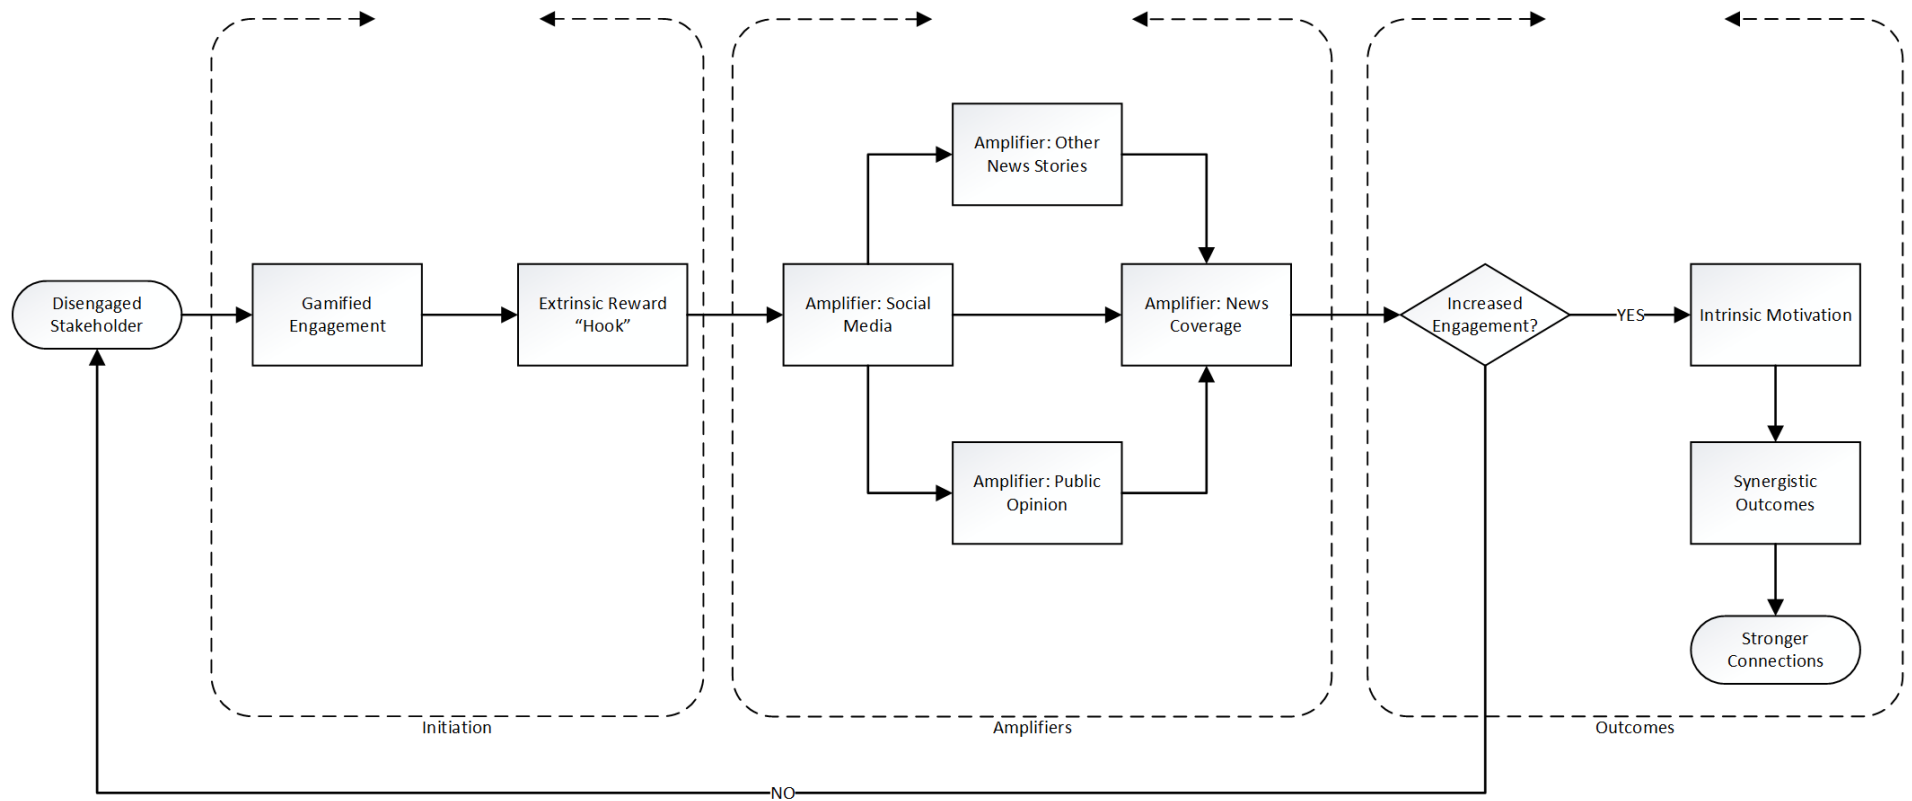 Disengaged
Stakeholder
Gamified
Engagement
Extrinsic Reward
“Hook”
Amplifier: Social
Media
Amplifier: Other
News Stories
Amplifier: Public
Opinion
Amplifier: News
Coverage
Increased
Engagement?
YES
Intrinsic Motivation
Synergistic
Outcomes
Stronger
Connections
Initiation
Amplifiers
Outcomes
NO